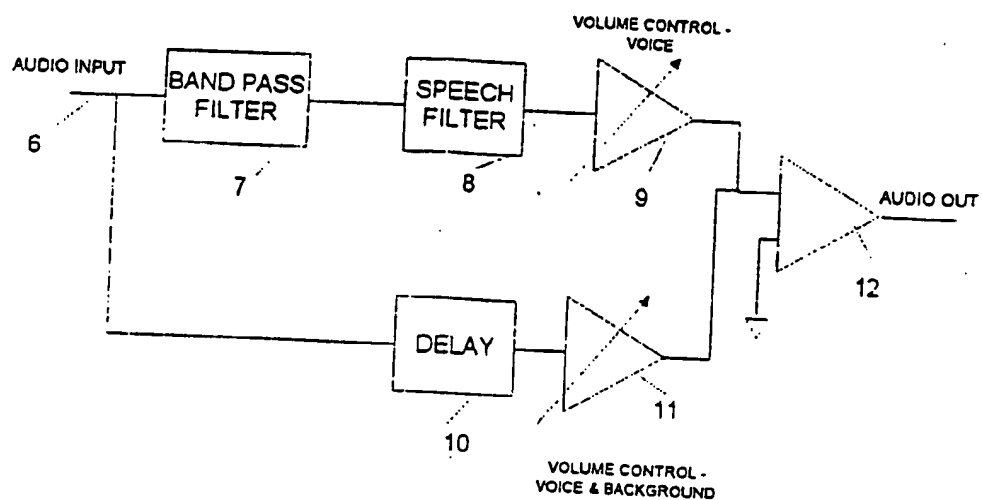 VOLUME CONTROL -
VOICE
AUDIO INPUT
BAND PASS
FILTER
SPEECH
FILTER
6
7
8
9
AUDIO OUT
12
DELAY
10
11
VOLUME CONTROL -
VOICE & BACKGROUND